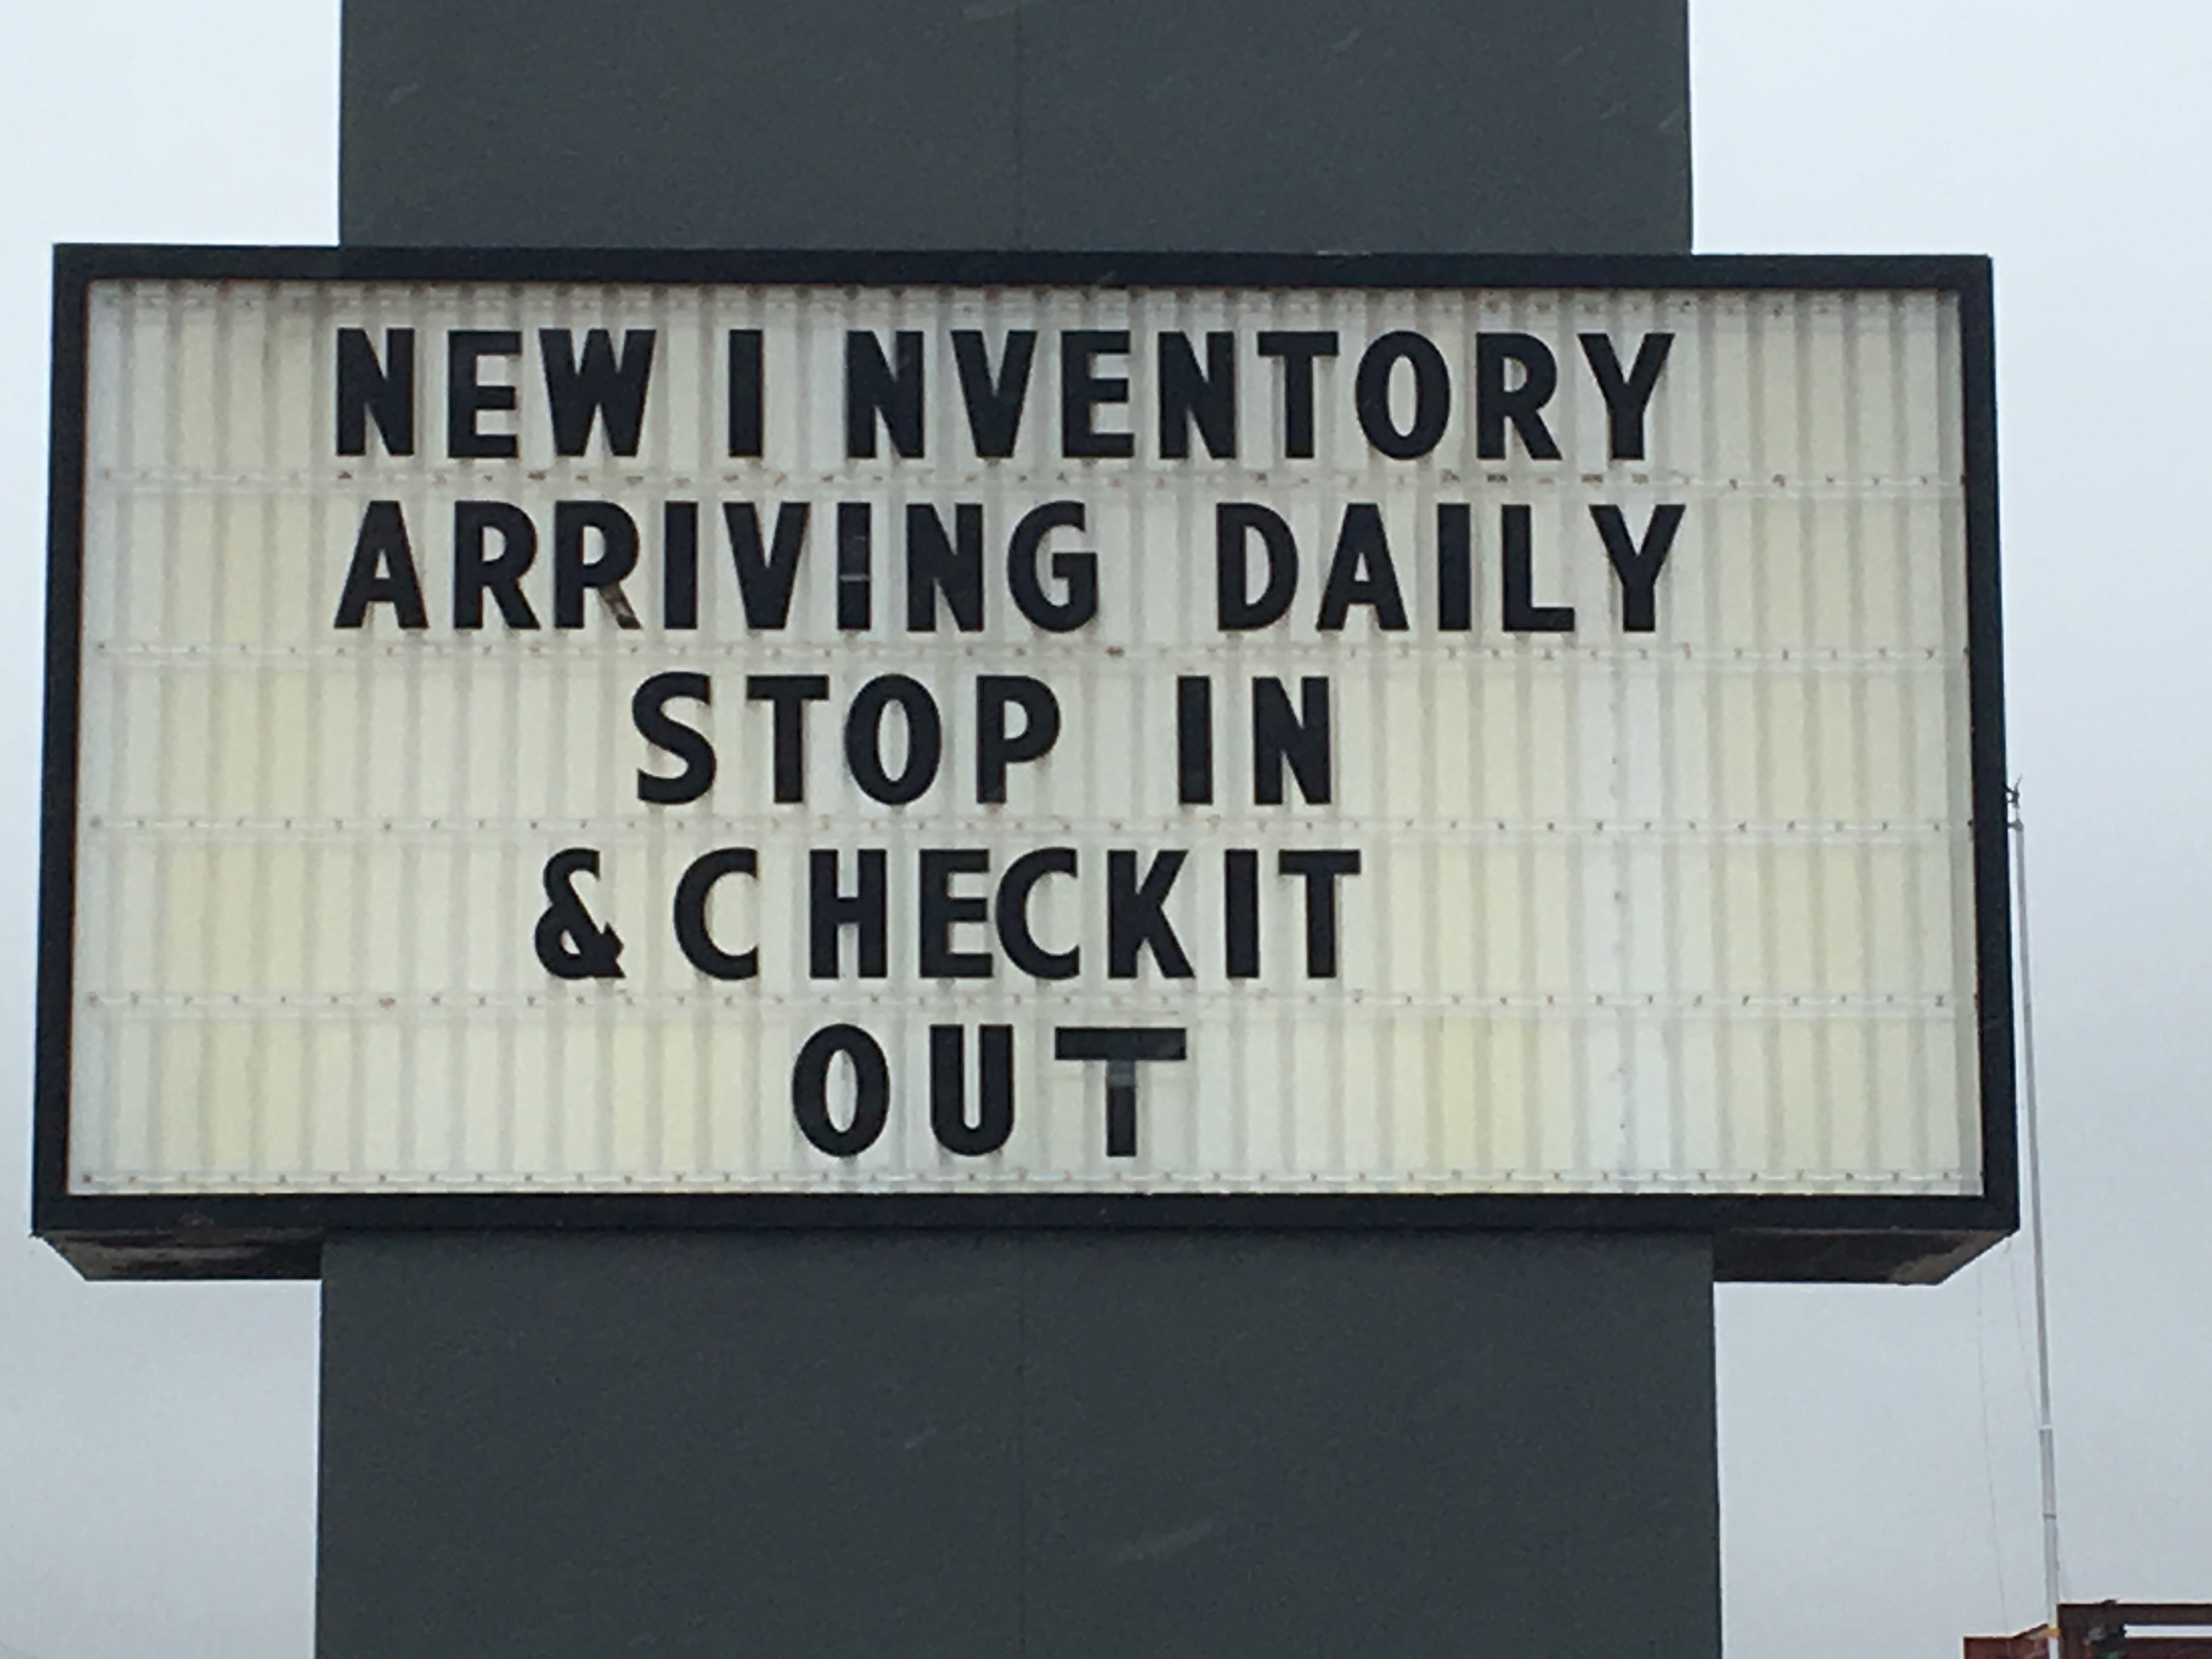 NEW I NVENTORY
ARRIVING DAILY
STOP IN
& CHECKIT
OUT